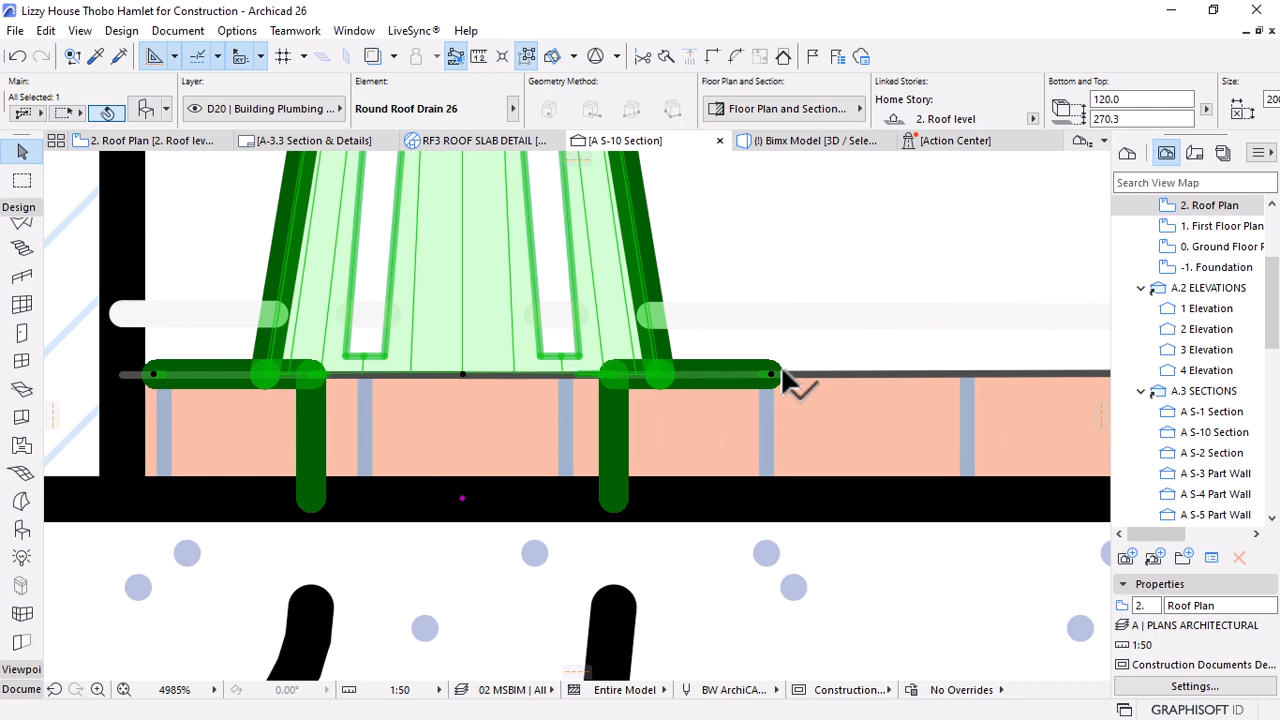 Lizzy House Thobo Hamlet for Construction - Archicad 26
File Edit View Design Document Options Teamwork Window LiveSync® Help
Main: Layer: Element: Geometry Method: Floor Plan and Section: Linked Stories: Bottom and Top: Size:
All Selected: 1
D20 | Building Plumbing ... Round Roof Drain 26 Floor Plan and Section... Home Story: 120.0 200
2. Roof level 270.3
2. Roof Plan [2. Roof lev... [A-3.3 Section & Details] RF3 ROOF SLAB DETAIL [... [A S-10 Section] (!) Bimx Model [3D / Sele... [Action Center]
Search View Map
Design
2. Roof Plan
1. First Floor Plan
0. Ground Floor F
-1. Foundation
A.2 ELEVATIONS
1 Elevation
2 Elevation
3 Elevation
4 Elevation
A.3 SECTIONS
A S-1 Section
A S-10 Section
A S-2 Section
A S-3 Part Wall
A S-4 Part Wall
A S-5 Part Wall
Properties
2. Roof Plan
A | PLANS ARCHITECTURAL
1:50
Construction Documents De...
Settings...
Viewpoi
Docume 4985% 0.00° 1:50 02 MSBIM | All Entire Model BW ArchiCA... Construction... No Overrides GRAPHISOFT ID